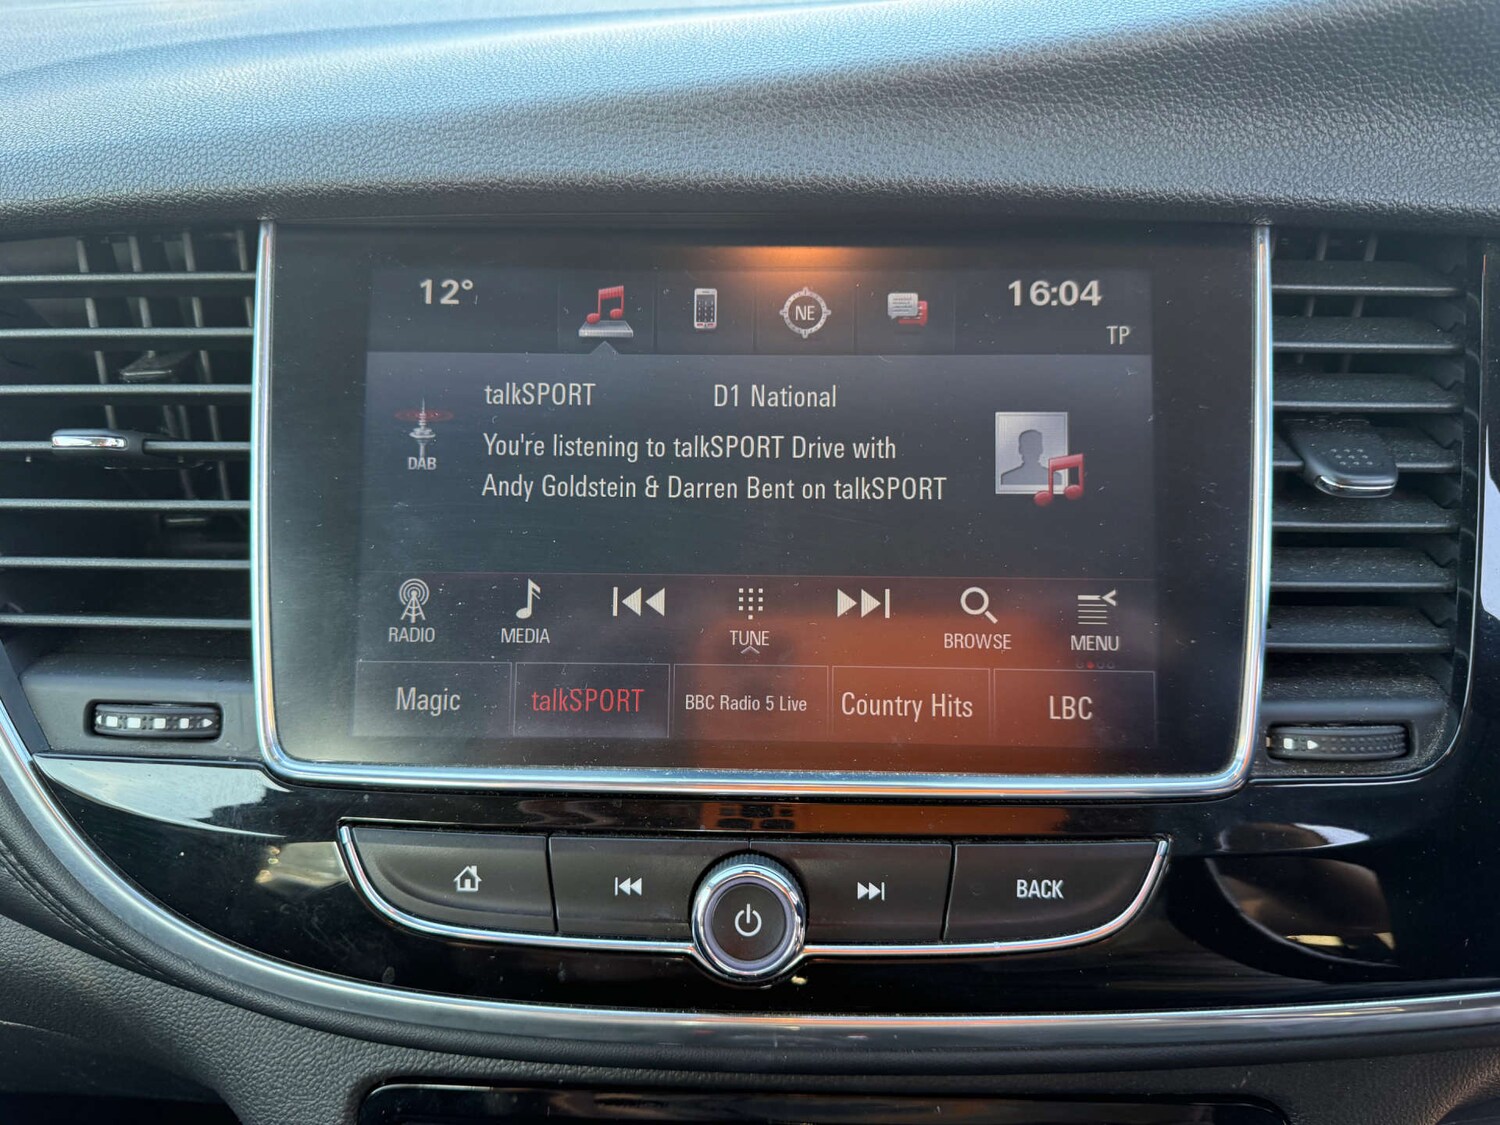 12°
NE
16:04
TP
talkSPORT D1 National
DAB
You're listening to talkSPORT Drive with
Andy Goldstein & Darren Bent on talkSPORT
RADIO MEDIA TUNE BROWSE MENU
Magic talkSPORT BBC Radio 5 Live Country Hits LBC
BACK